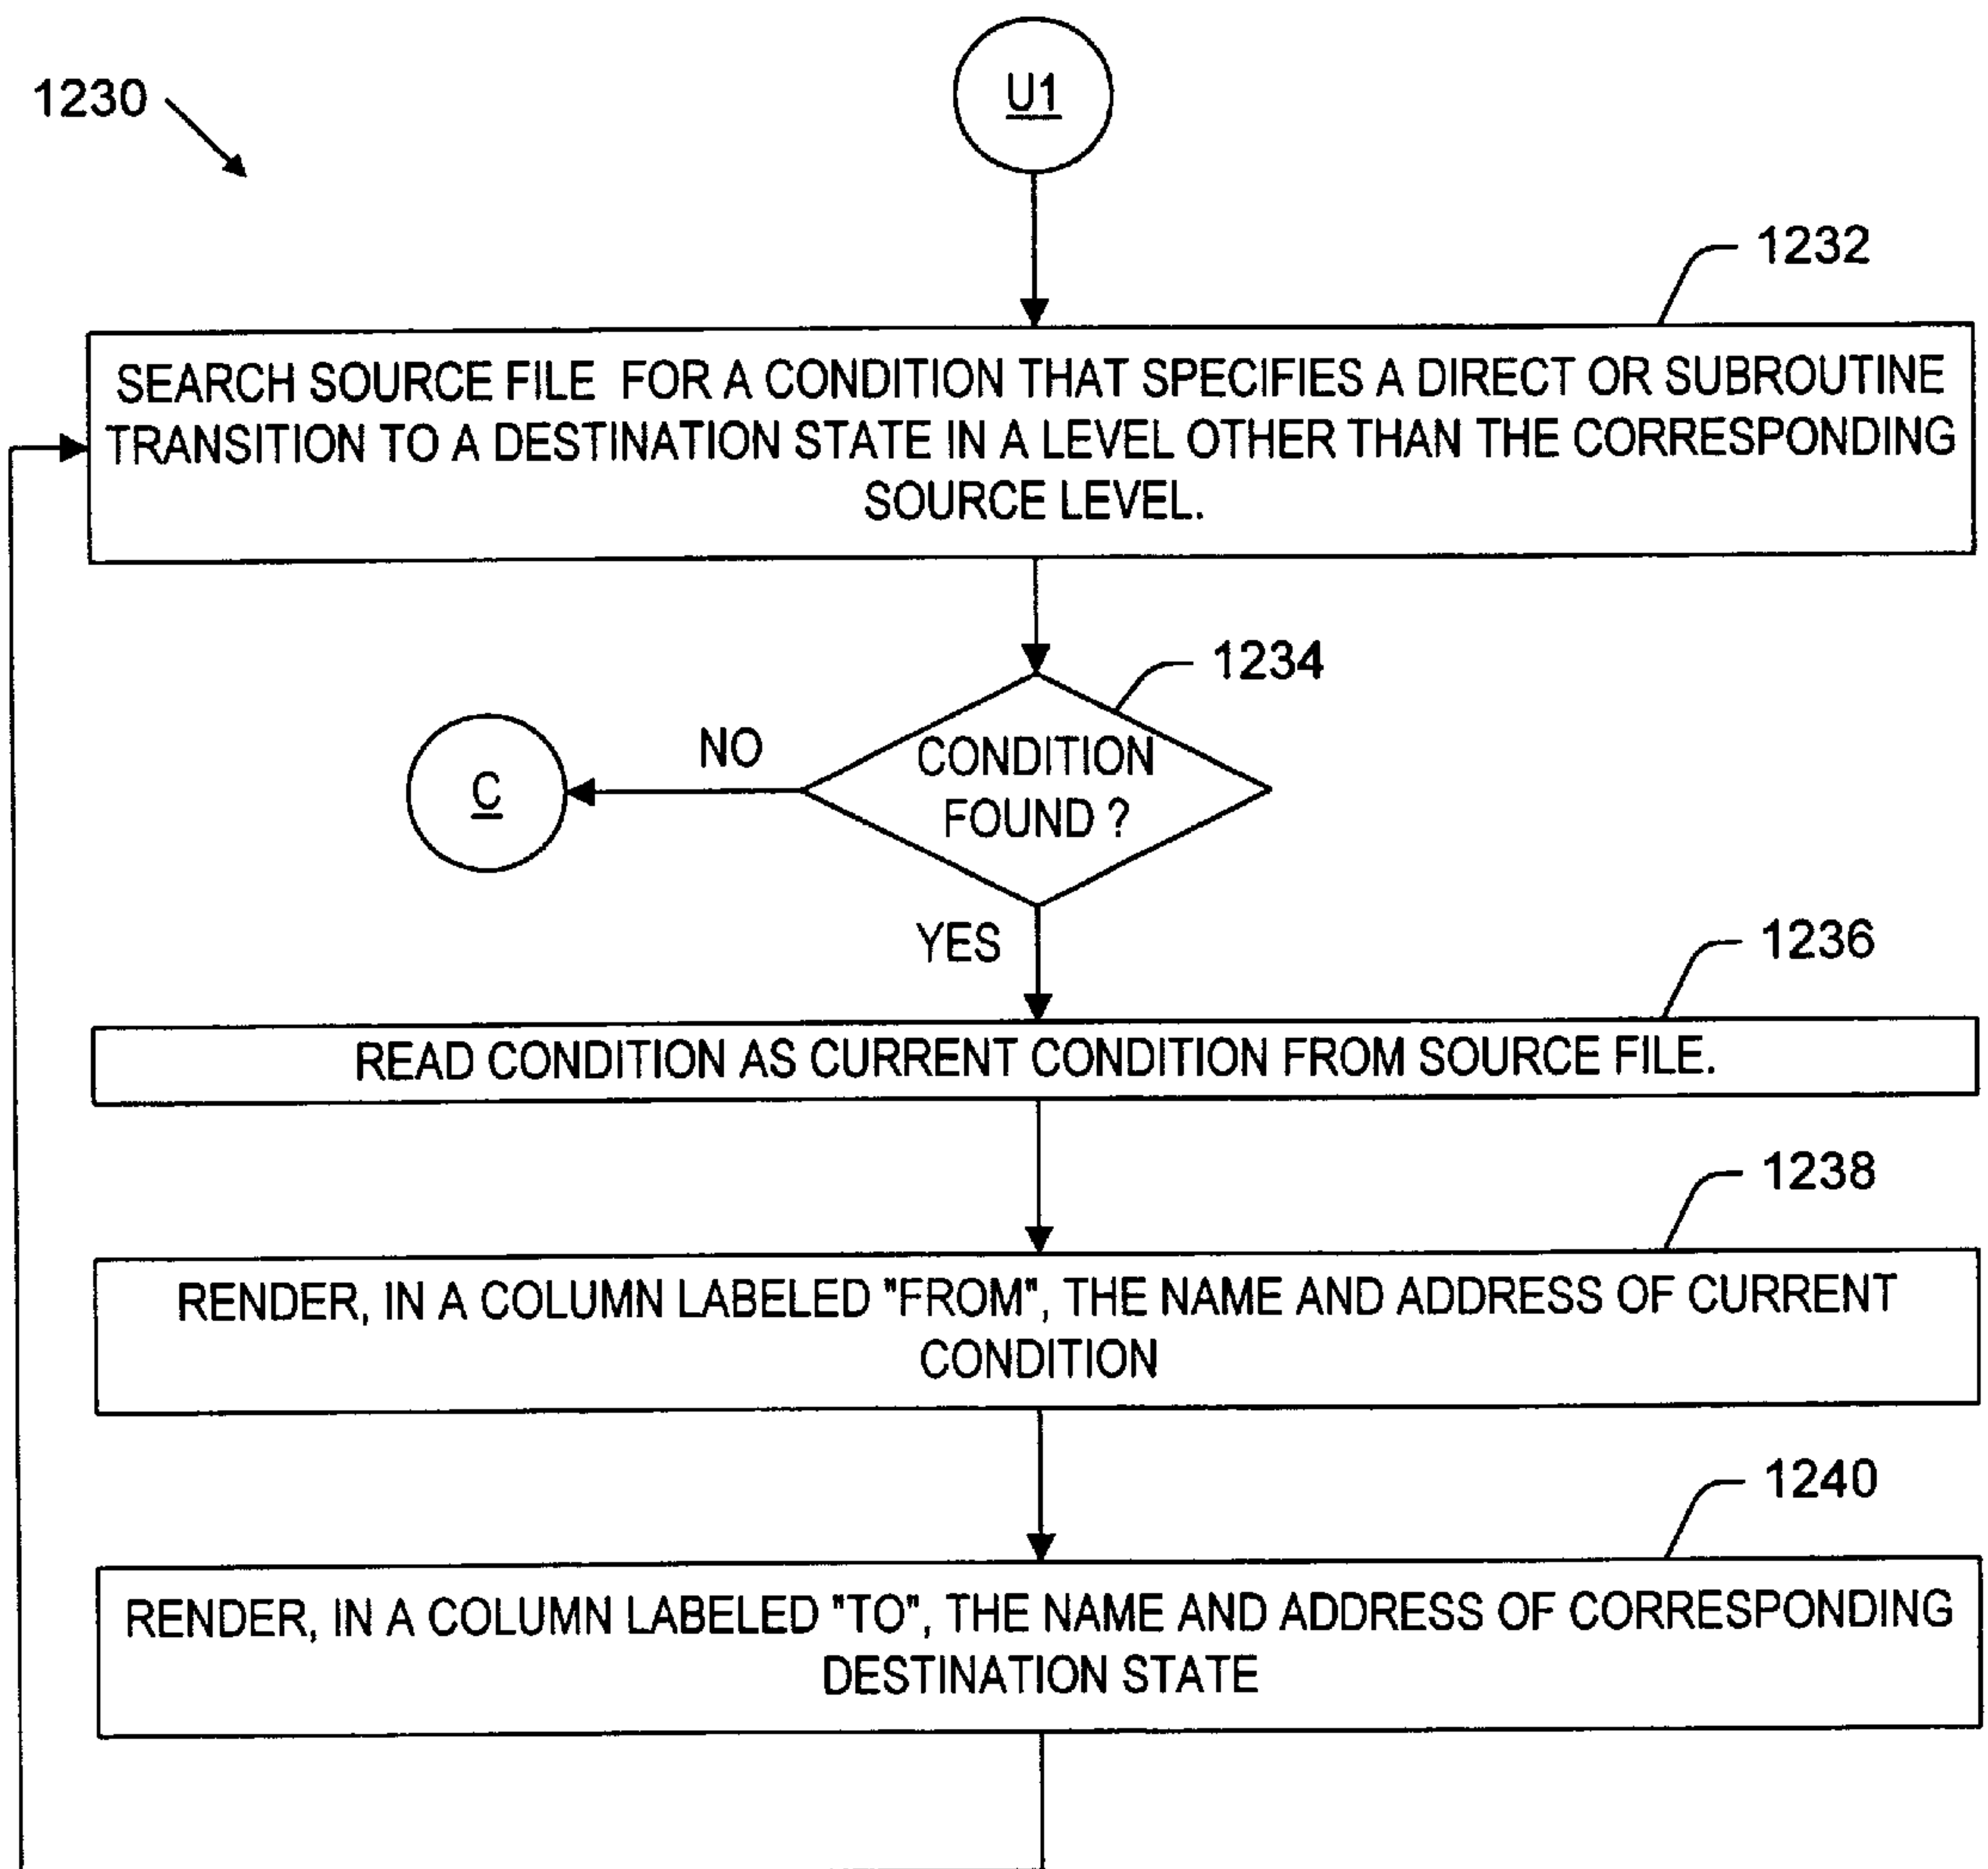 U1
1230
1232
SEARCH SOURCE FILE FOR A CONDITION THAT SPECIFIES A DIRECT OR SUBROUTINE
TRANSITION TO A DESTINATION STATE IN A LEVEL OTHER THAN THE CORRESPONDING
SOURCE LEVEL.
1234
NO
C
CONDITION
FOUND ?
YES
1236
READ CONDITION AS CURRENT CONDITION FROM SOURCE FILE.
1238
RENDER, IN A COLUMN LABELED "FROM", THE NAME AND ADDRESS OF CURRENT
CONDITION
1240
RENDER, IN A COLUMN LABELED "TO", THE NAME AND ADDRESS OF CORRESPONDING
DESTINATION STATE